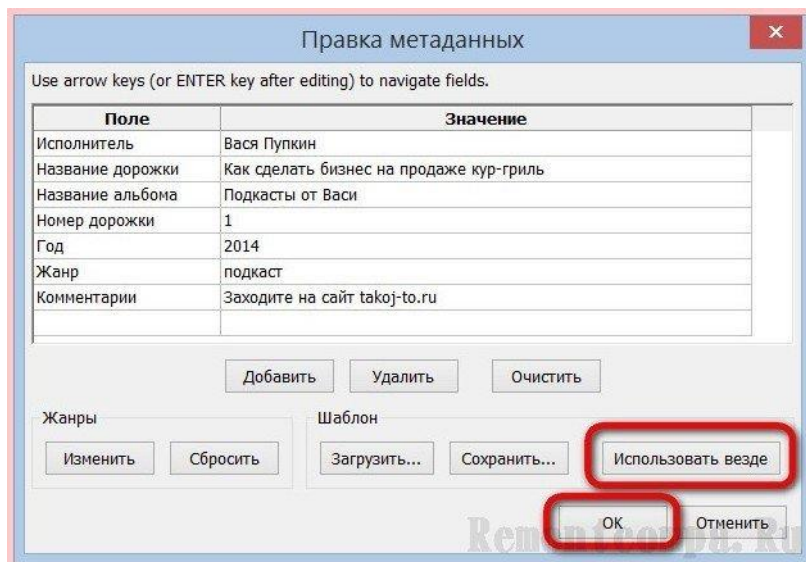 Правка метаданных
Use arrow keys (or ENTER key after editing) to navigate fields.
Поле Значение
Исполнитель Вася Пупкин
Название дорожки Как сделать бизнес на продаже кур-гриль
Название альбома Подкасты от Васи
Номер дорожки 1
Год 2014
Жанр подкаст
Комментарии Заходите на сайт takoj-to.ru
Добавить Удалить Очистить
Жанры Шаблон
Изменить Сбросить Загрузить... Сохранить... Использовать везде
OK Отменить
Remontcompa.Ru